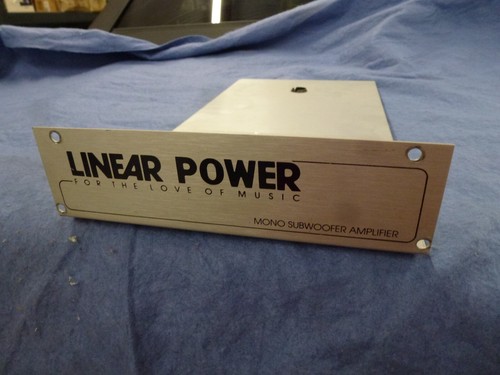 LINEAR POWER
FOR THE LOVE OF MUSIC
MONO SUBWOOFER AMPLIFIER